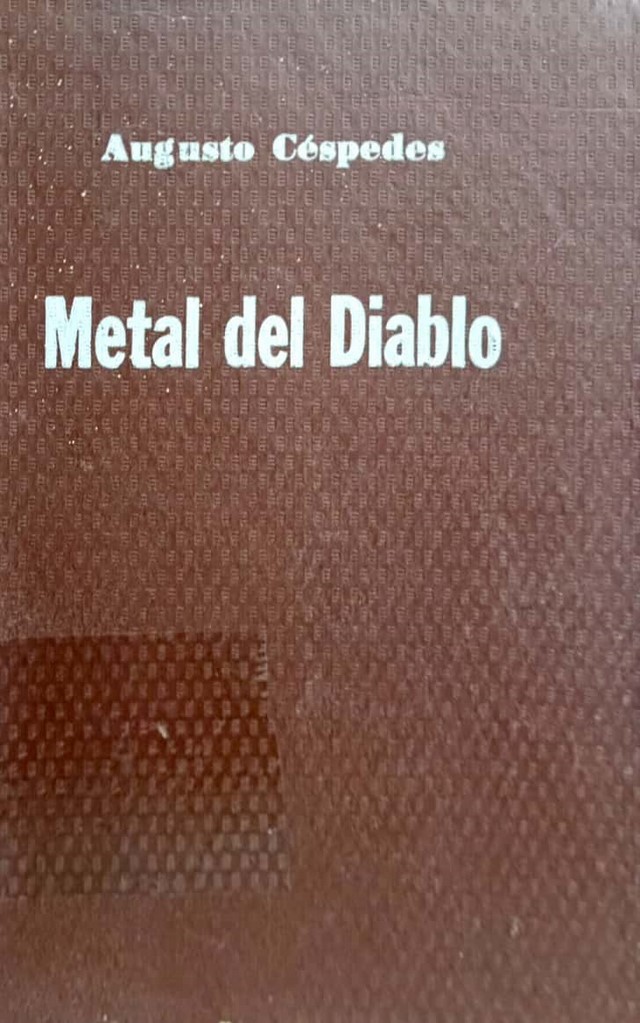 Augusto Céspedes
Metal del Diablo